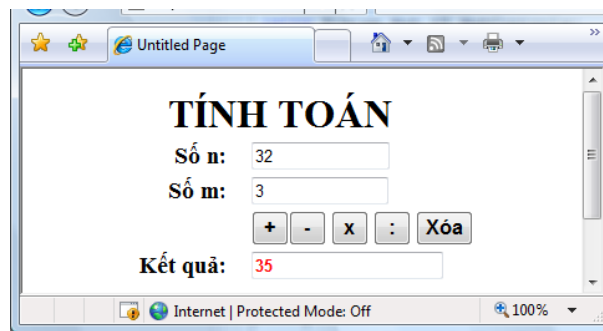 Untitled Page
»
TÍNH TOÁN
Số n: 32
Số m: 3
+ - x : Xóa
Kết quả: 35
Internet | Protected Mode: Off 100%